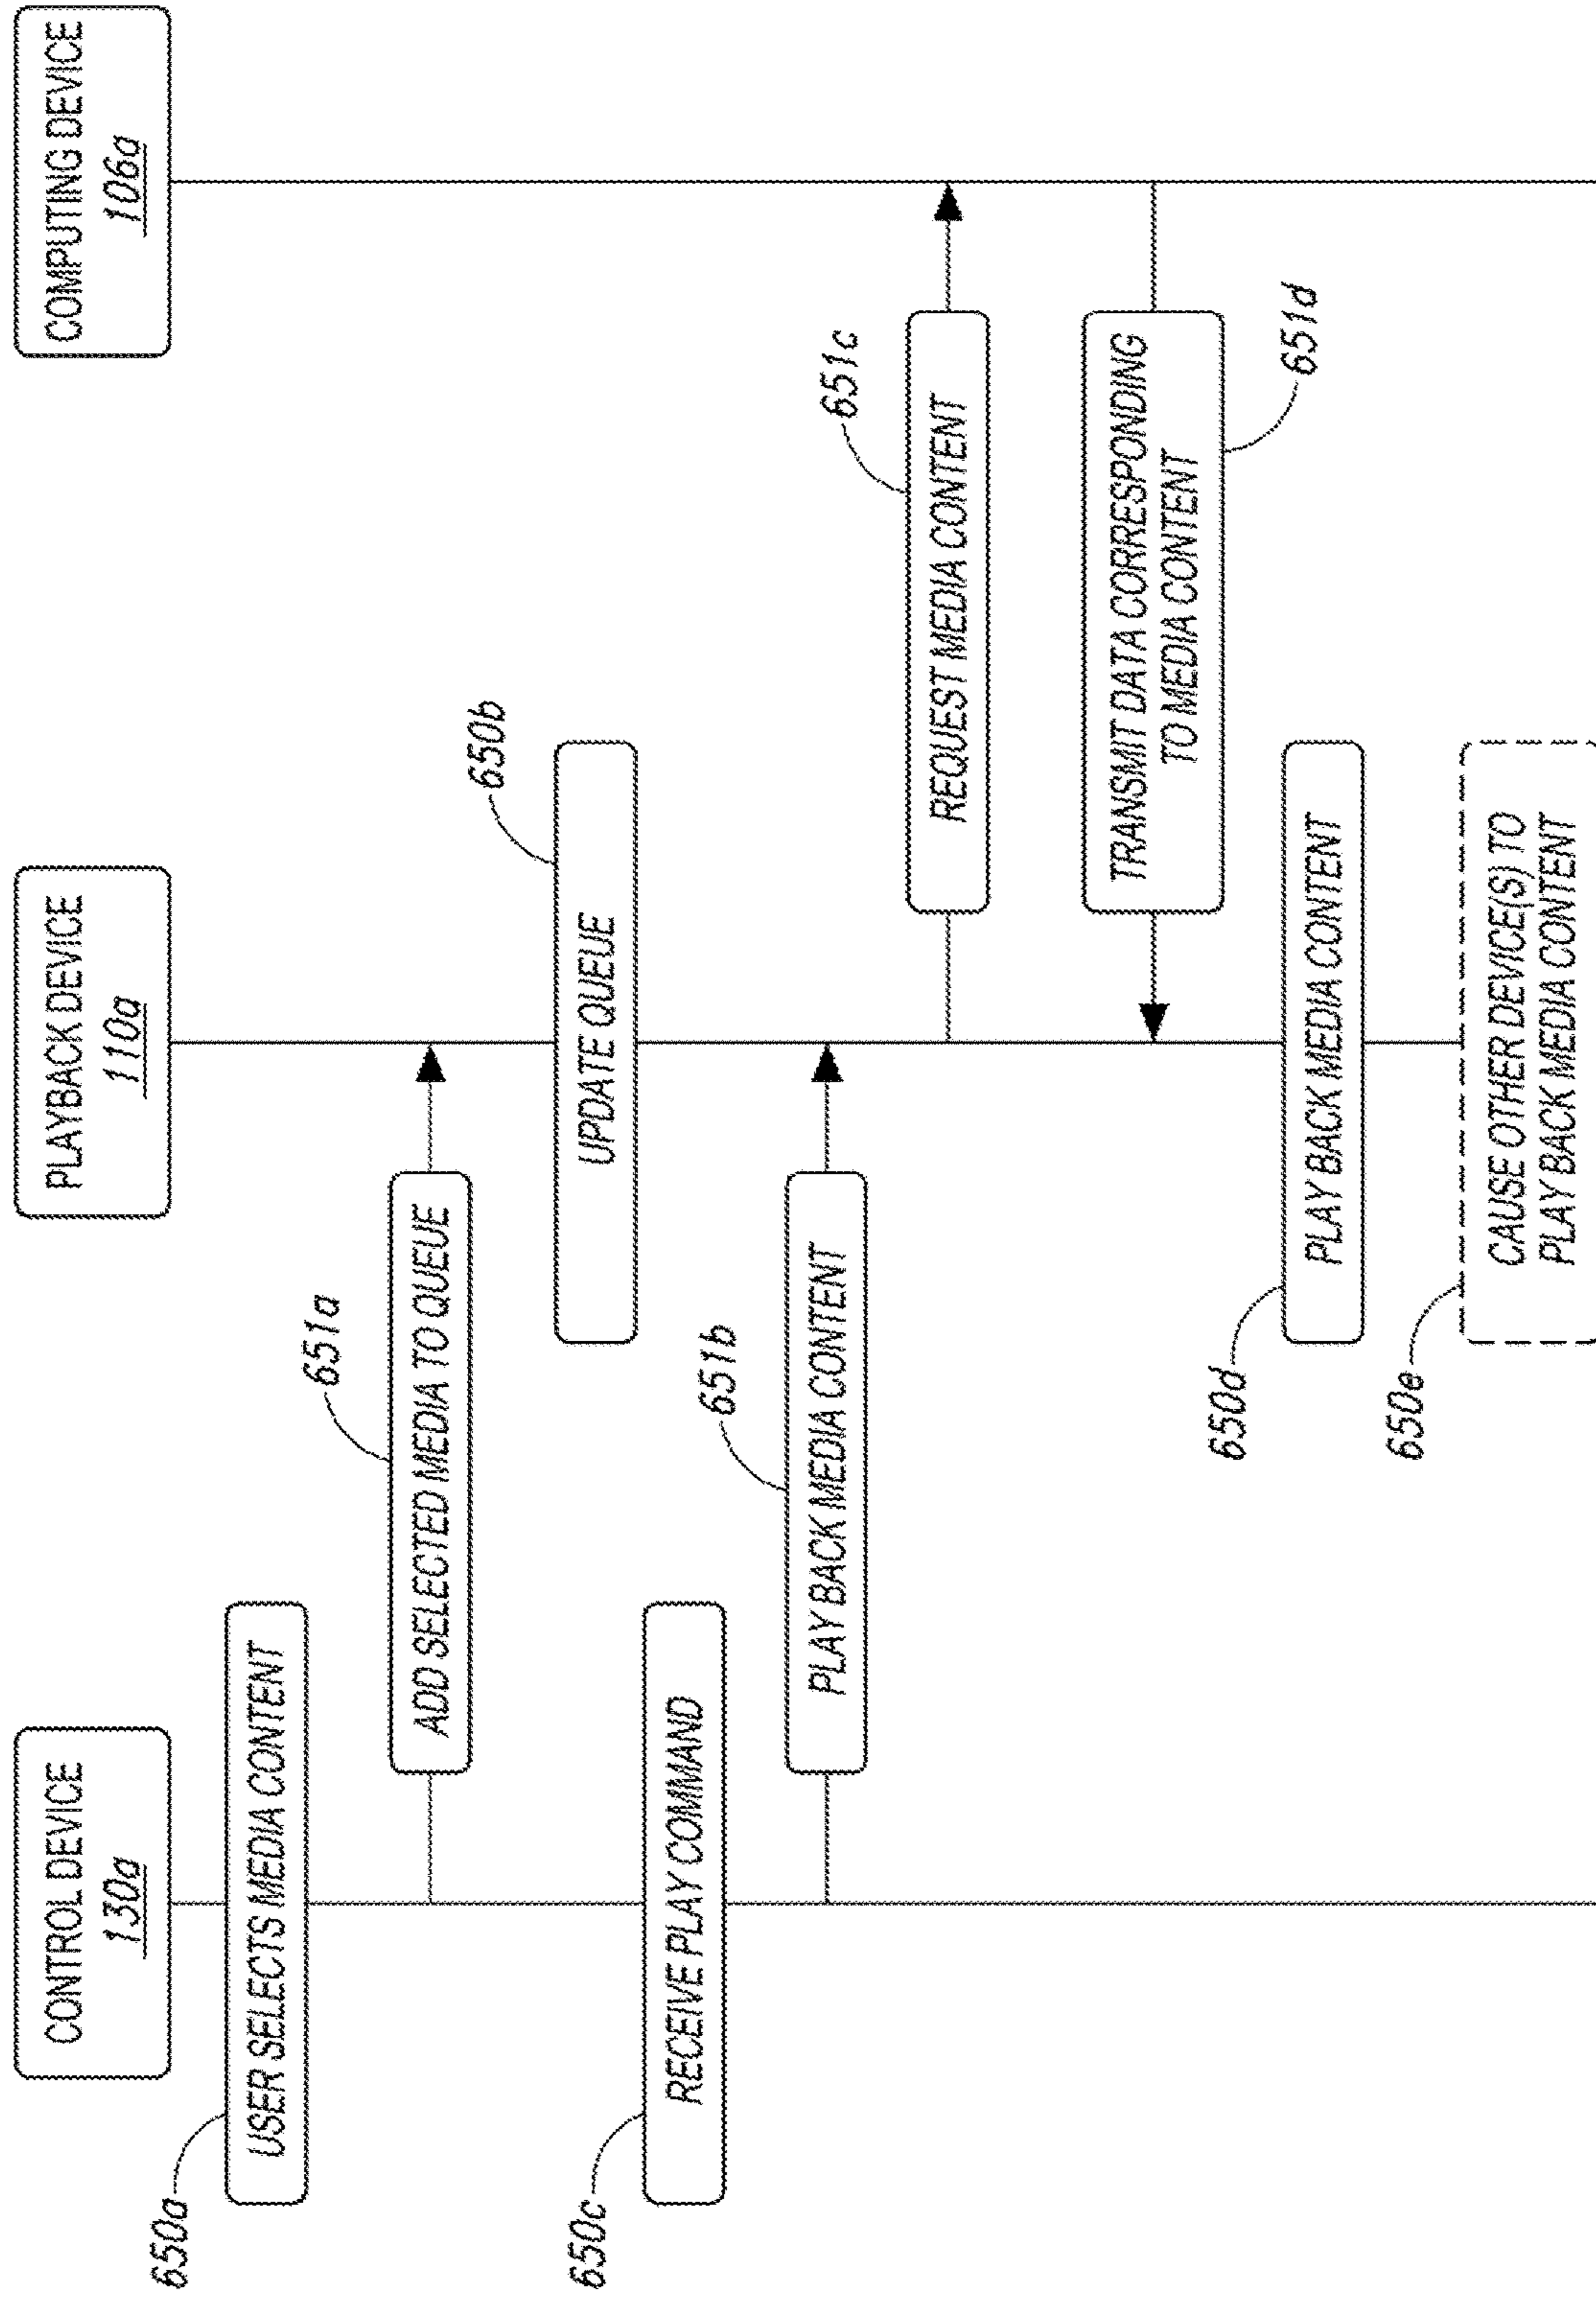 CONTROL DEVICE
130a
PLAYBACK DEVICE
110a
COMPUTING DEVICE
106a
650a
USER SELECTS MEDIA CONTENT
651a
ADD SELECTED MEDIA TO QUEUE
650b
UPDATE QUEUE
650c
RECEIVE PLAY COMMAND
651b
PLAY BACK MEDIA CONTENT
651c
REQUEST MEDIA CONTENT
TRANSMIT DATA CORRESPONDING
TO MEDIA CONTENT
651d
650d
PLAY BACK MEDIA CONTENT
650e
CAUSE OTHER DEVICE(S) TO
PLAY BACK MEDIA CONTENT